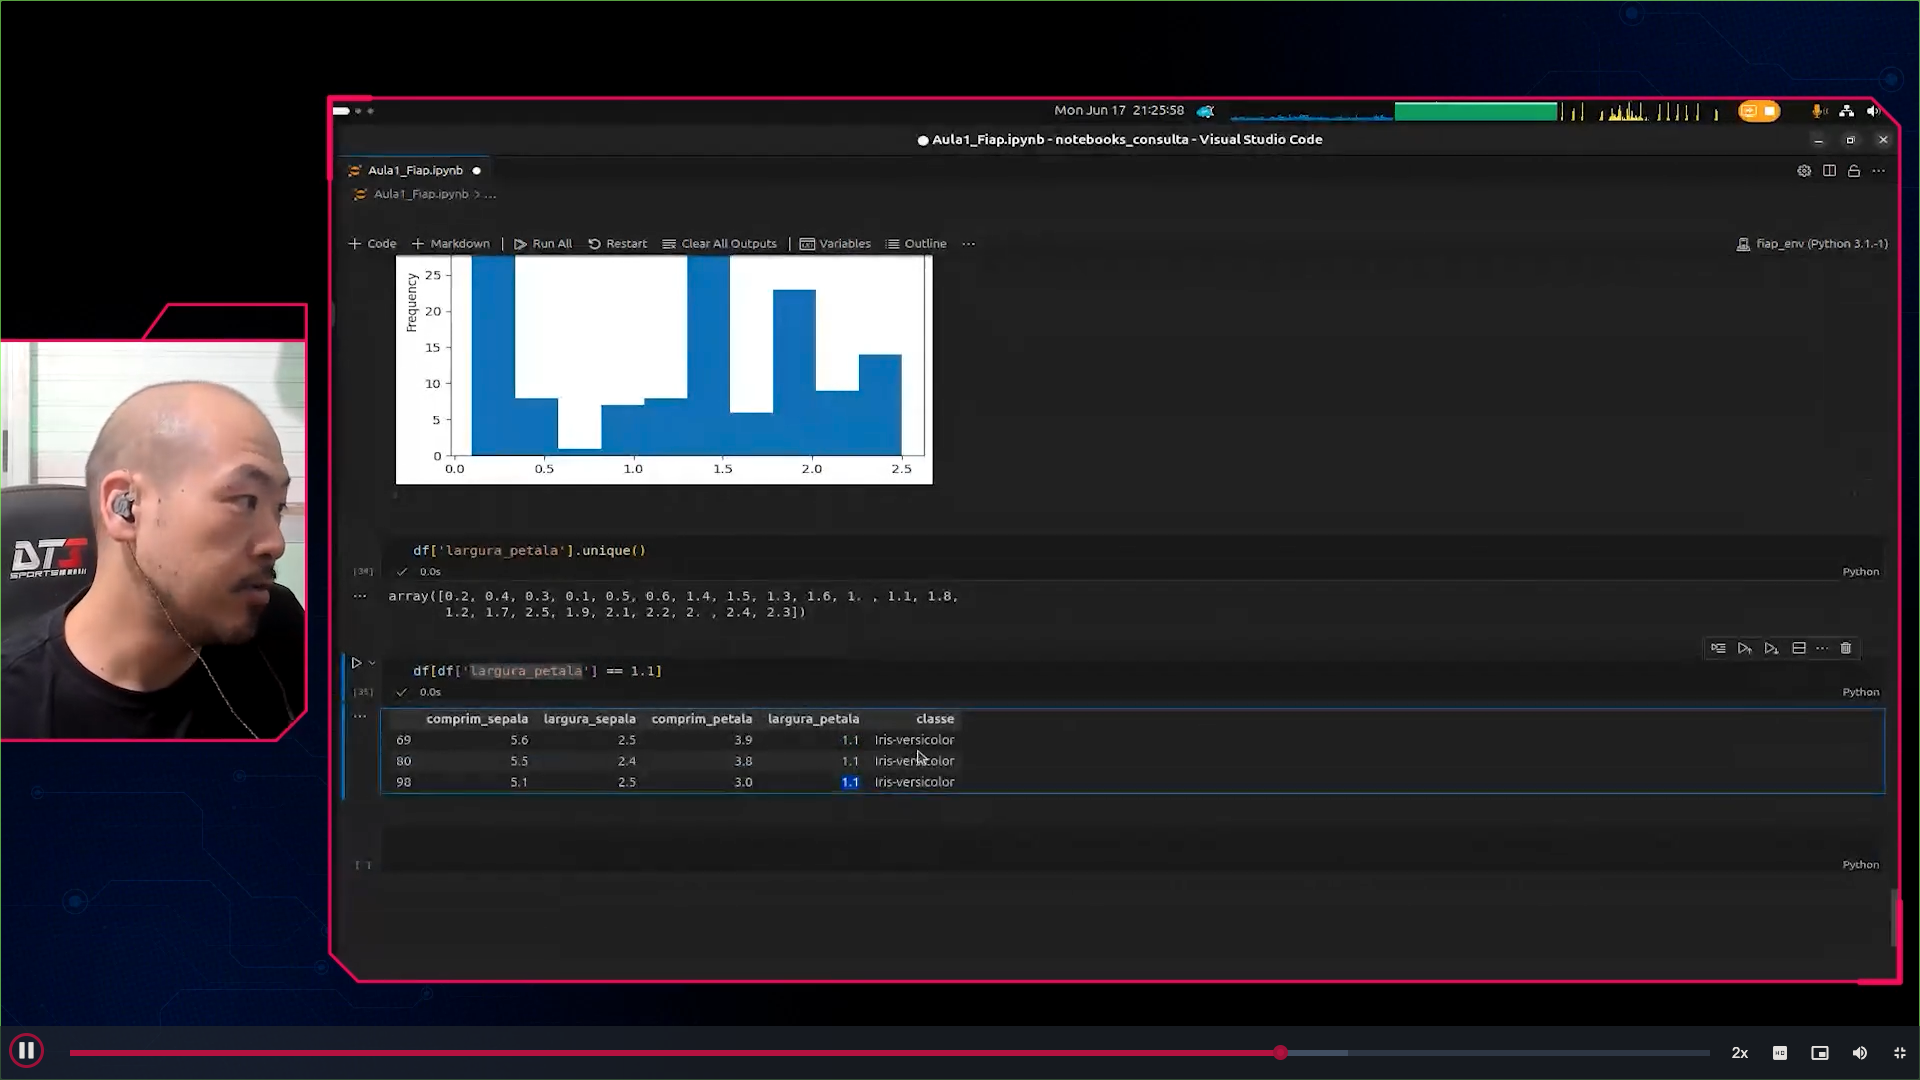 Mon Jun 17 21:25:58
Aula1_Fiap.ipynb - notebooks_consulta - Visual Studio Code
Aula1_Fiap.ipynb
Aula1_Fiap.ipynb > ...
+ Code + Markdown | Run All Restart Clear All Outputs | Variables Outline ... fiap_env (Python 3.1.-1)
Frequency
25
20
15
10
5
0
0.0 0.5 1.0 1.5 2.0 2.5
df['largura_petala'].unique()
0.0s
Python
array([0.2, 0.4, 0.3, 0.1, 0.5, 0.6, 1.4, 1.5, 1.3, 1.6, 1. , 1.1, 1.8,
1.2, 1.7, 2.5, 1.9, 2.1, 2.2, 2. , 2.4, 2.3])
df[df['largura_petala'] == 1.1]
0.0s
Python
comprim_sepala largura_sepala comprim_petala largura_petala classe
69 5.6 2.5 3.9 1.1 Iris-versicolor
80 5.5 2.4 3.8 1.1 Iris-versicolor
98 5.1 2.5 3.0 1.1 Iris-versicolor
[ ]
Python
DT3
SPORTS
2x